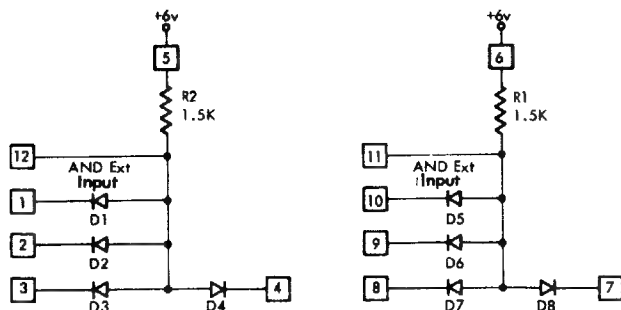 +6v
5
R2
1.5K
12
AND Ext
Input
1
D1
2
D2
3
D3
D4
4
+6v
6
R1
1.5K
11
AND Ext
Input
10
D5
9
D6
8
D7
D8
7